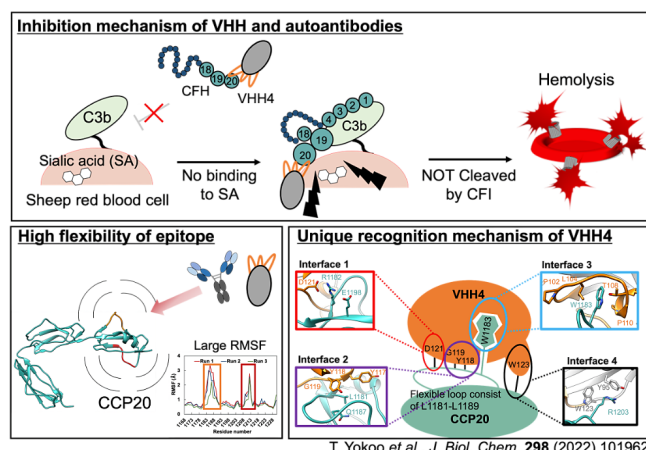 Inhibition mechanism of VHH and autoantibodies
18
19
20
CFH
VHH4
C3b
Sialic acid (SA)
Sheep red blood cell
No binding
to SA
4
3
2
1
18
19
20
C3b
NOT Cleaved
by CFI
Hemolysis
High flexibility of epitope
CCP20
Large RMSF
Run 1
Run 2
Run 3
RMSF (Å)
Residue number
Unique recognition mechanism of VHH4
Interface 1
D121
R1182
E1198
Interface 2
G119
L1181
Q1187
VHH4
W1183
D121
G119
Y118
W123
Flexible loop consist
of L1181-L1189
CCP20
Interface 3
P102
W1183
P110
Interface 4
W123
R1203
T. Yokoo et al., J. Biol. Chem. 298 (2022) 101962